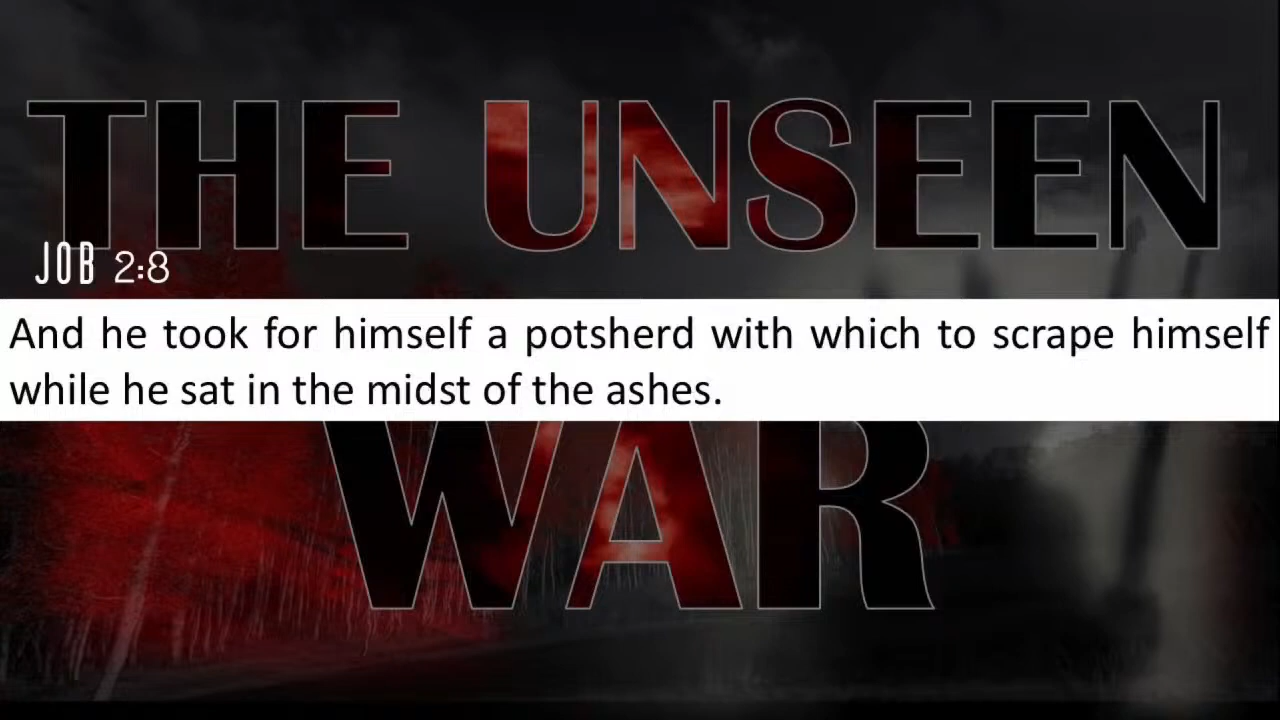 THE UNSEEN
JOB 2:8
And he took for himself a potsherd with which to scrape himself
while he sat in the midst of the ashes.
WAR